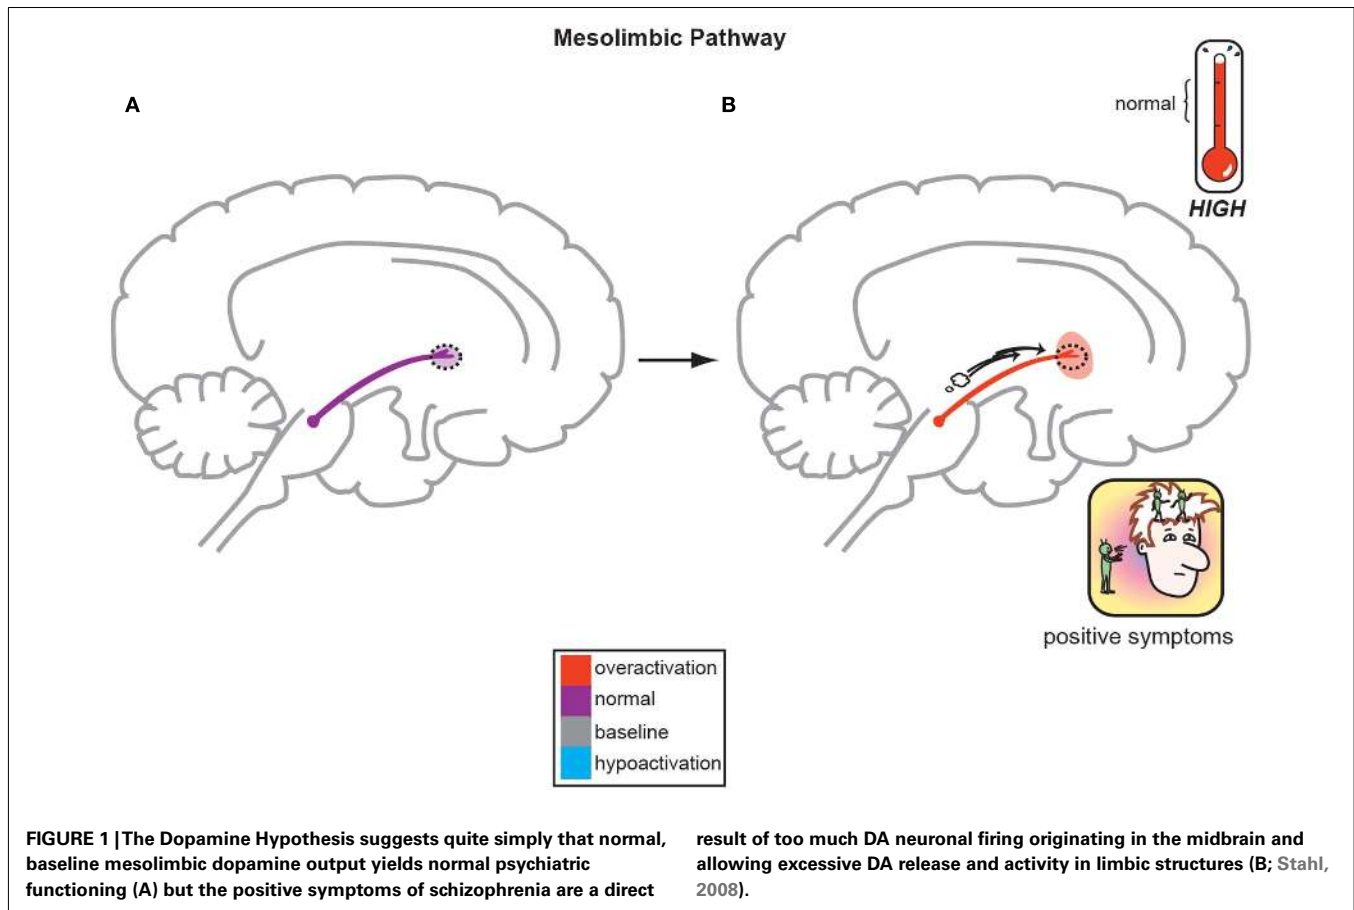 Mesolimbic Pathway
A
B
normal
HIGH
positive symptoms
overactivation
normal
baseline
hypoactivation
FIGURE 1 | The Dopamine Hypothesis suggests quite simply that normal,
baseline mesolimbic dopamine output yields normal psychiatric
functioning (A) but the positive symptoms of schizophrenia are a direct
result of too much DA neuronal firing originating in the midbrain and
allowing excessive DA release and activity in limbic structures (B; Stahl,
2008).